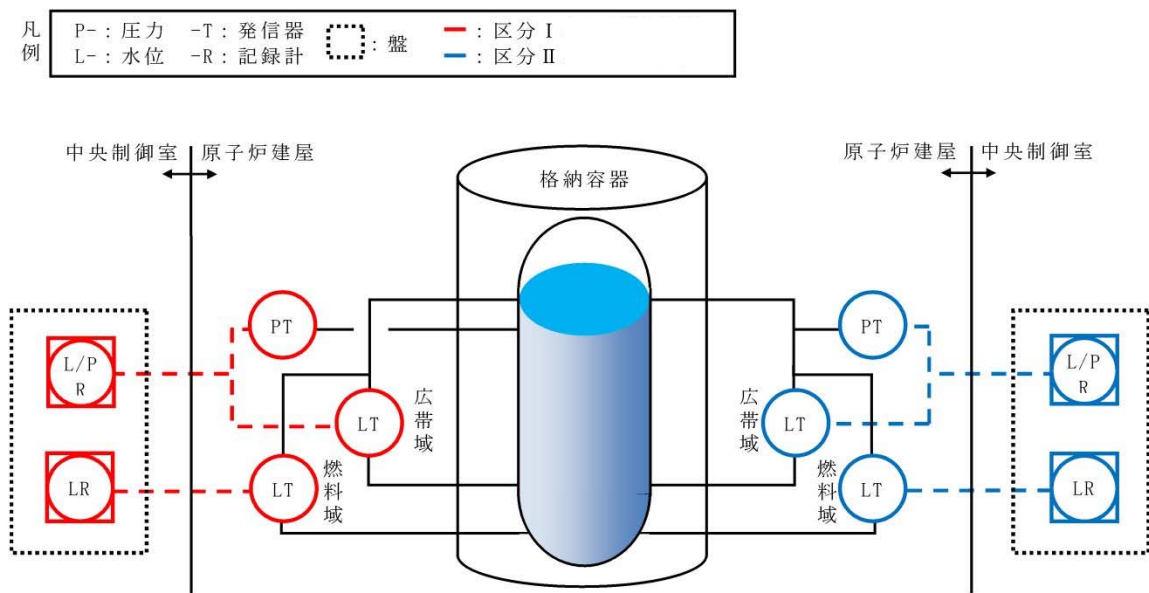 凡例
P-：圧力 -T：発信器 ：盤 ：区分Ⅰ
L-：水位 -R：記録計 ：区分Ⅱ
中央制御室 原子炉建屋
原子炉建屋 中央制御室
格納容器
PT
L/P
R
LT
広帯域
LR
LT
燃料域
PT
L/P
R
LT
広帯域
LT
燃料域
LR